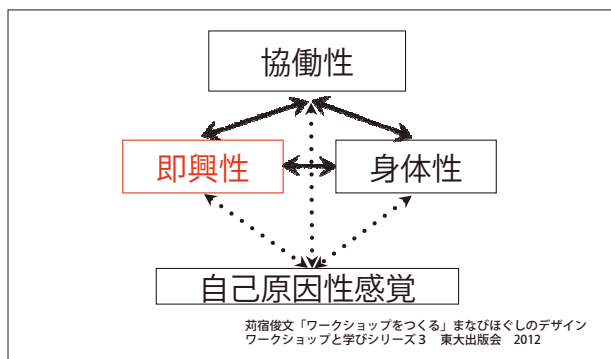 協働性
即興性
身体性
自己原因性感覚
苅宿俊文「ワークショップをつくる」まなびほぐしのデザイン
ワークショップと学びシリーズ３　東大出版会　2012